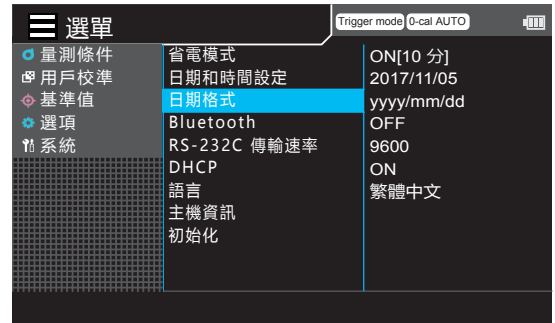 選單
Trigger mode 0-cal AUTO
量測條件
用戶校準
基準值
選項
系統
省電模式 ON[10 分]
日期和時間設定 2017/11/05
日期格式 yyyy/mm/dd
Bluetooth OFF
RS-232C 傳輸速率 9600
DHCP ON
語言 繁體中文
主機資訊
初始化